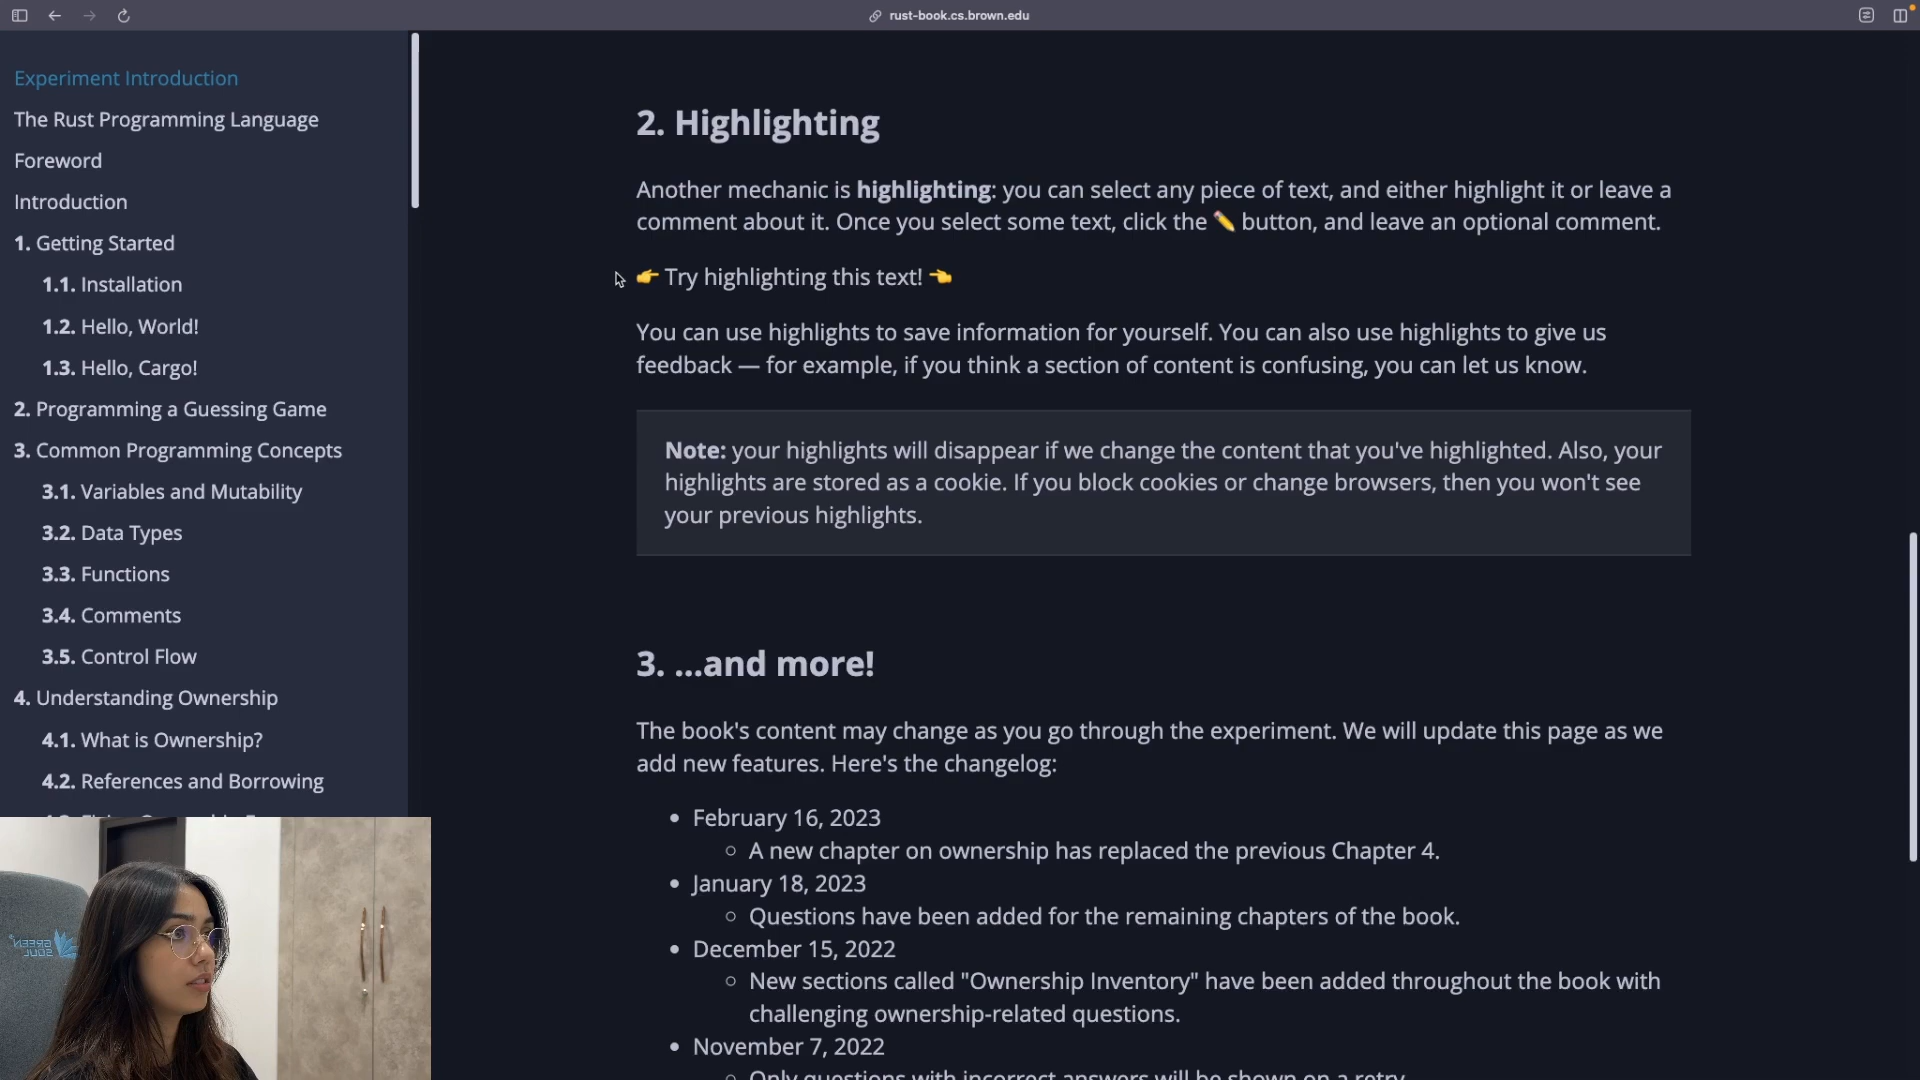 rust-book.cs.brown.edu
Experiment Introduction
The Rust Programming Language
Foreword
Introduction
1. Getting Started
1.1. Installation
1.2. Hello, World!
1.3. Hello, Cargo!
2. Programming a Guessing Game
3. Common Programming Concepts
3.1. Variables and Mutability
3.2. Data Types
3.3. Functions
3.4. Comments
3.5. Control Flow
4. Understanding Ownership
4.1. What is Ownership?
4.2. References and Borrowing
2. Highlighting
Another mechanic is highlighting: you can select any piece of text, and either highlight it or leave a
comment about it. Once you select some text, click the ✏️ button, and leave an optional comment.
👉 Try highlighting this text! 👈
You can use highlights to save information for yourself. You can also use highlights to give us
feedback — for example, if you think a section of content is confusing, you can let us know.
Note: your highlights will disappear if we change the content that you've highlighted. Also, your
highlights are stored as a cookie. If you block cookies or change browsers, then you won't see
your previous highlights.
3. ...and more!
The book's content may change as you go through the experiment. We will update this page as we
add new features. Here's the changelog:
• February 16, 2023
◦ A new chapter on ownership has replaced the previous Chapter 4.
• January 18, 2023
◦ Questions have been added for the remaining chapters of the book.
• December 15, 2022
◦ New sections called "Ownership Inventory" have been added throughout the book with
challenging ownership-related questions.
• November 7, 2022
◦ Only questions with incorrect answers will be shown on a retry.
GREEN
SOUL